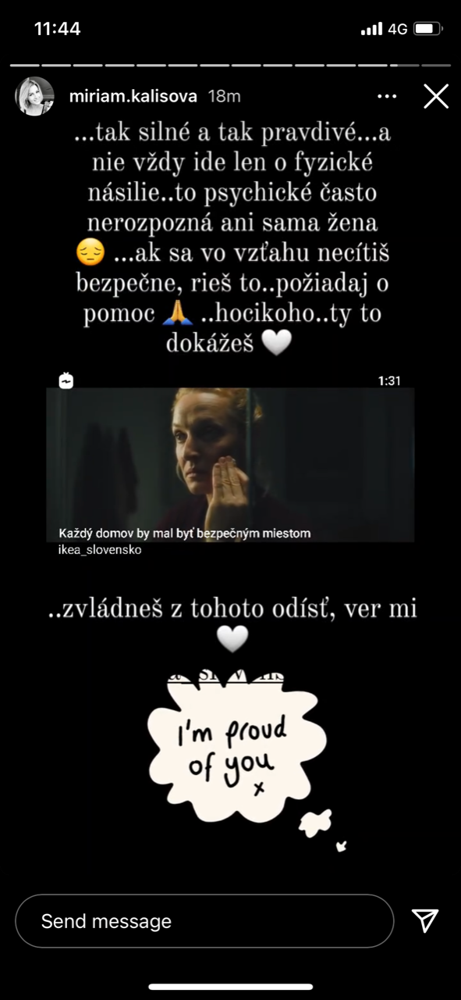 11:44
4G
miriam.kalisova 18m
...tak silné a tak pravdivé...a
nie vždy ide len o fyzické
násilie..to psychické často
nerozpozná ani sama žena
😔 ...ak sa vo vzťahu necítiš
bezpečne, rieš to..požiadaj o
pomoc 🙏 ..hocikoho..ty to
dokážeš 🤍
1:31
Každý domov by mal byť bezpečným miestom
ikea_slovensko
..zvládneš z tohoto odísť, ver mi
🤍
I'm proud
of you
x
Send message